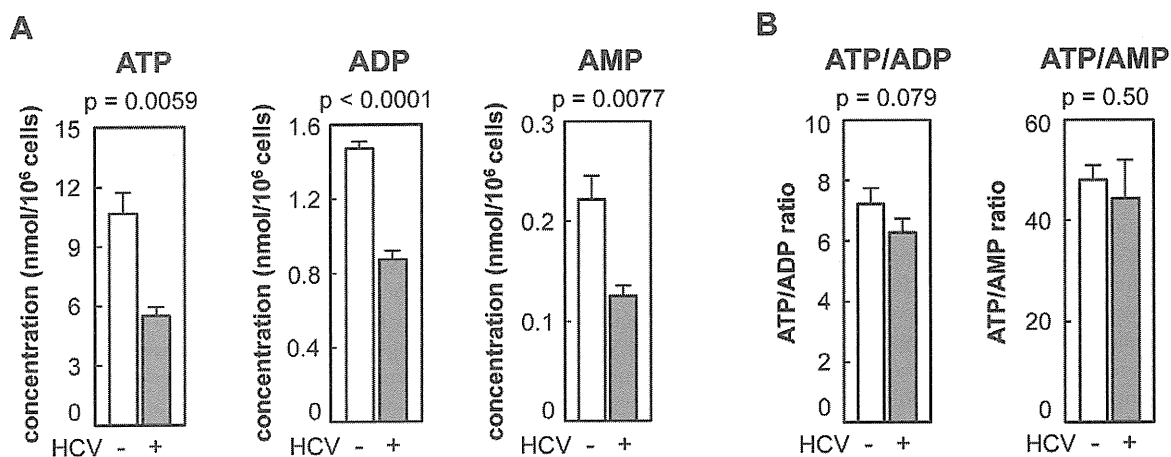 A
ATP
p = 0.0059
concentration (nmol/10⁶ cells)
15
12
9
6
3
0
HCV - +
ADP
p < 0.0001
concentration (nmol/10⁶ cells)
1.6
1.2
0.8
0.4
0
HCV - +
AMP
p = 0.0077
concentration (nmol/10⁶ cells)
0.3
0.2
0.1
0
HCV - +
B
ATP/ADP
p = 0.079
ATP/ADP ratio
10
8
6
4
2
0
HCV - +
ATP/AMP
p = 0.50
ATP/AMP ratio
60
40
20
0
HCV - +